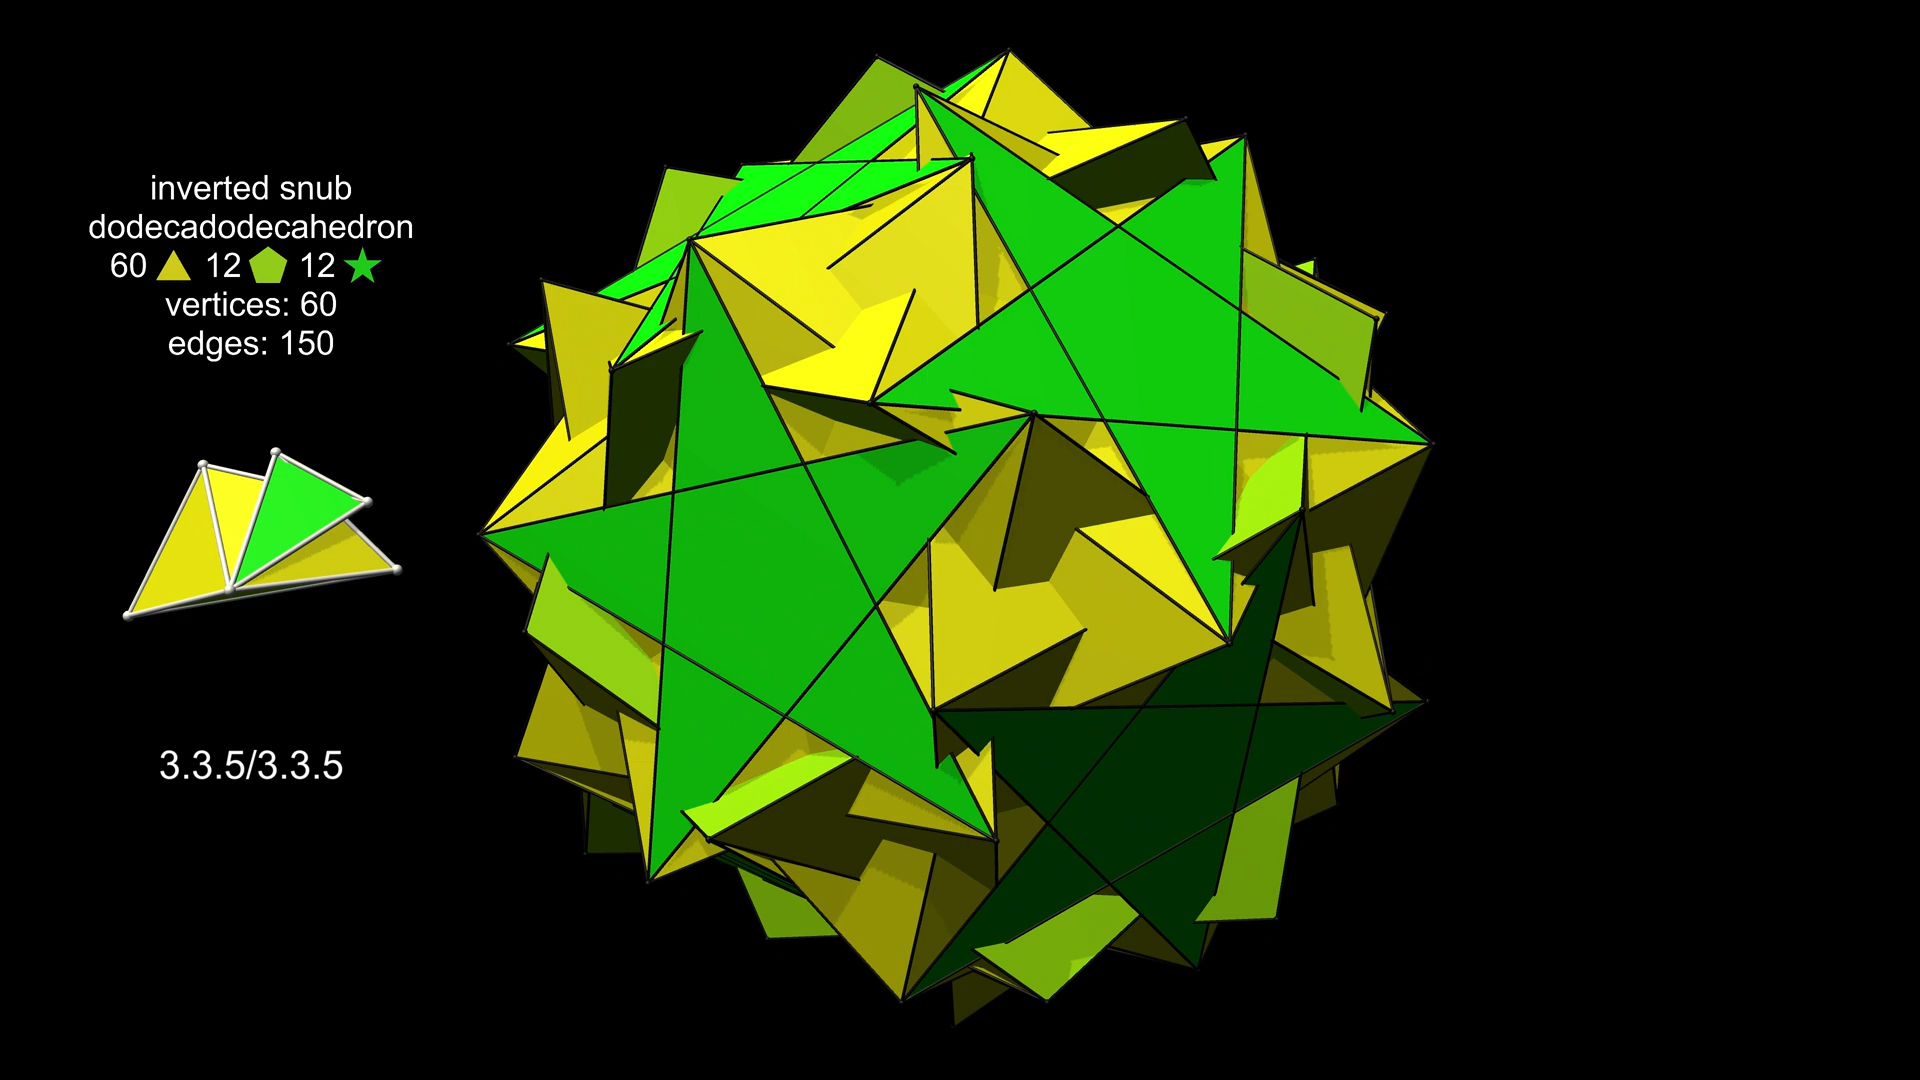 inverted snub
dodecadodecahedron
60 12 12
vertices: 60
edges: 150
3.3.5/3.3.5